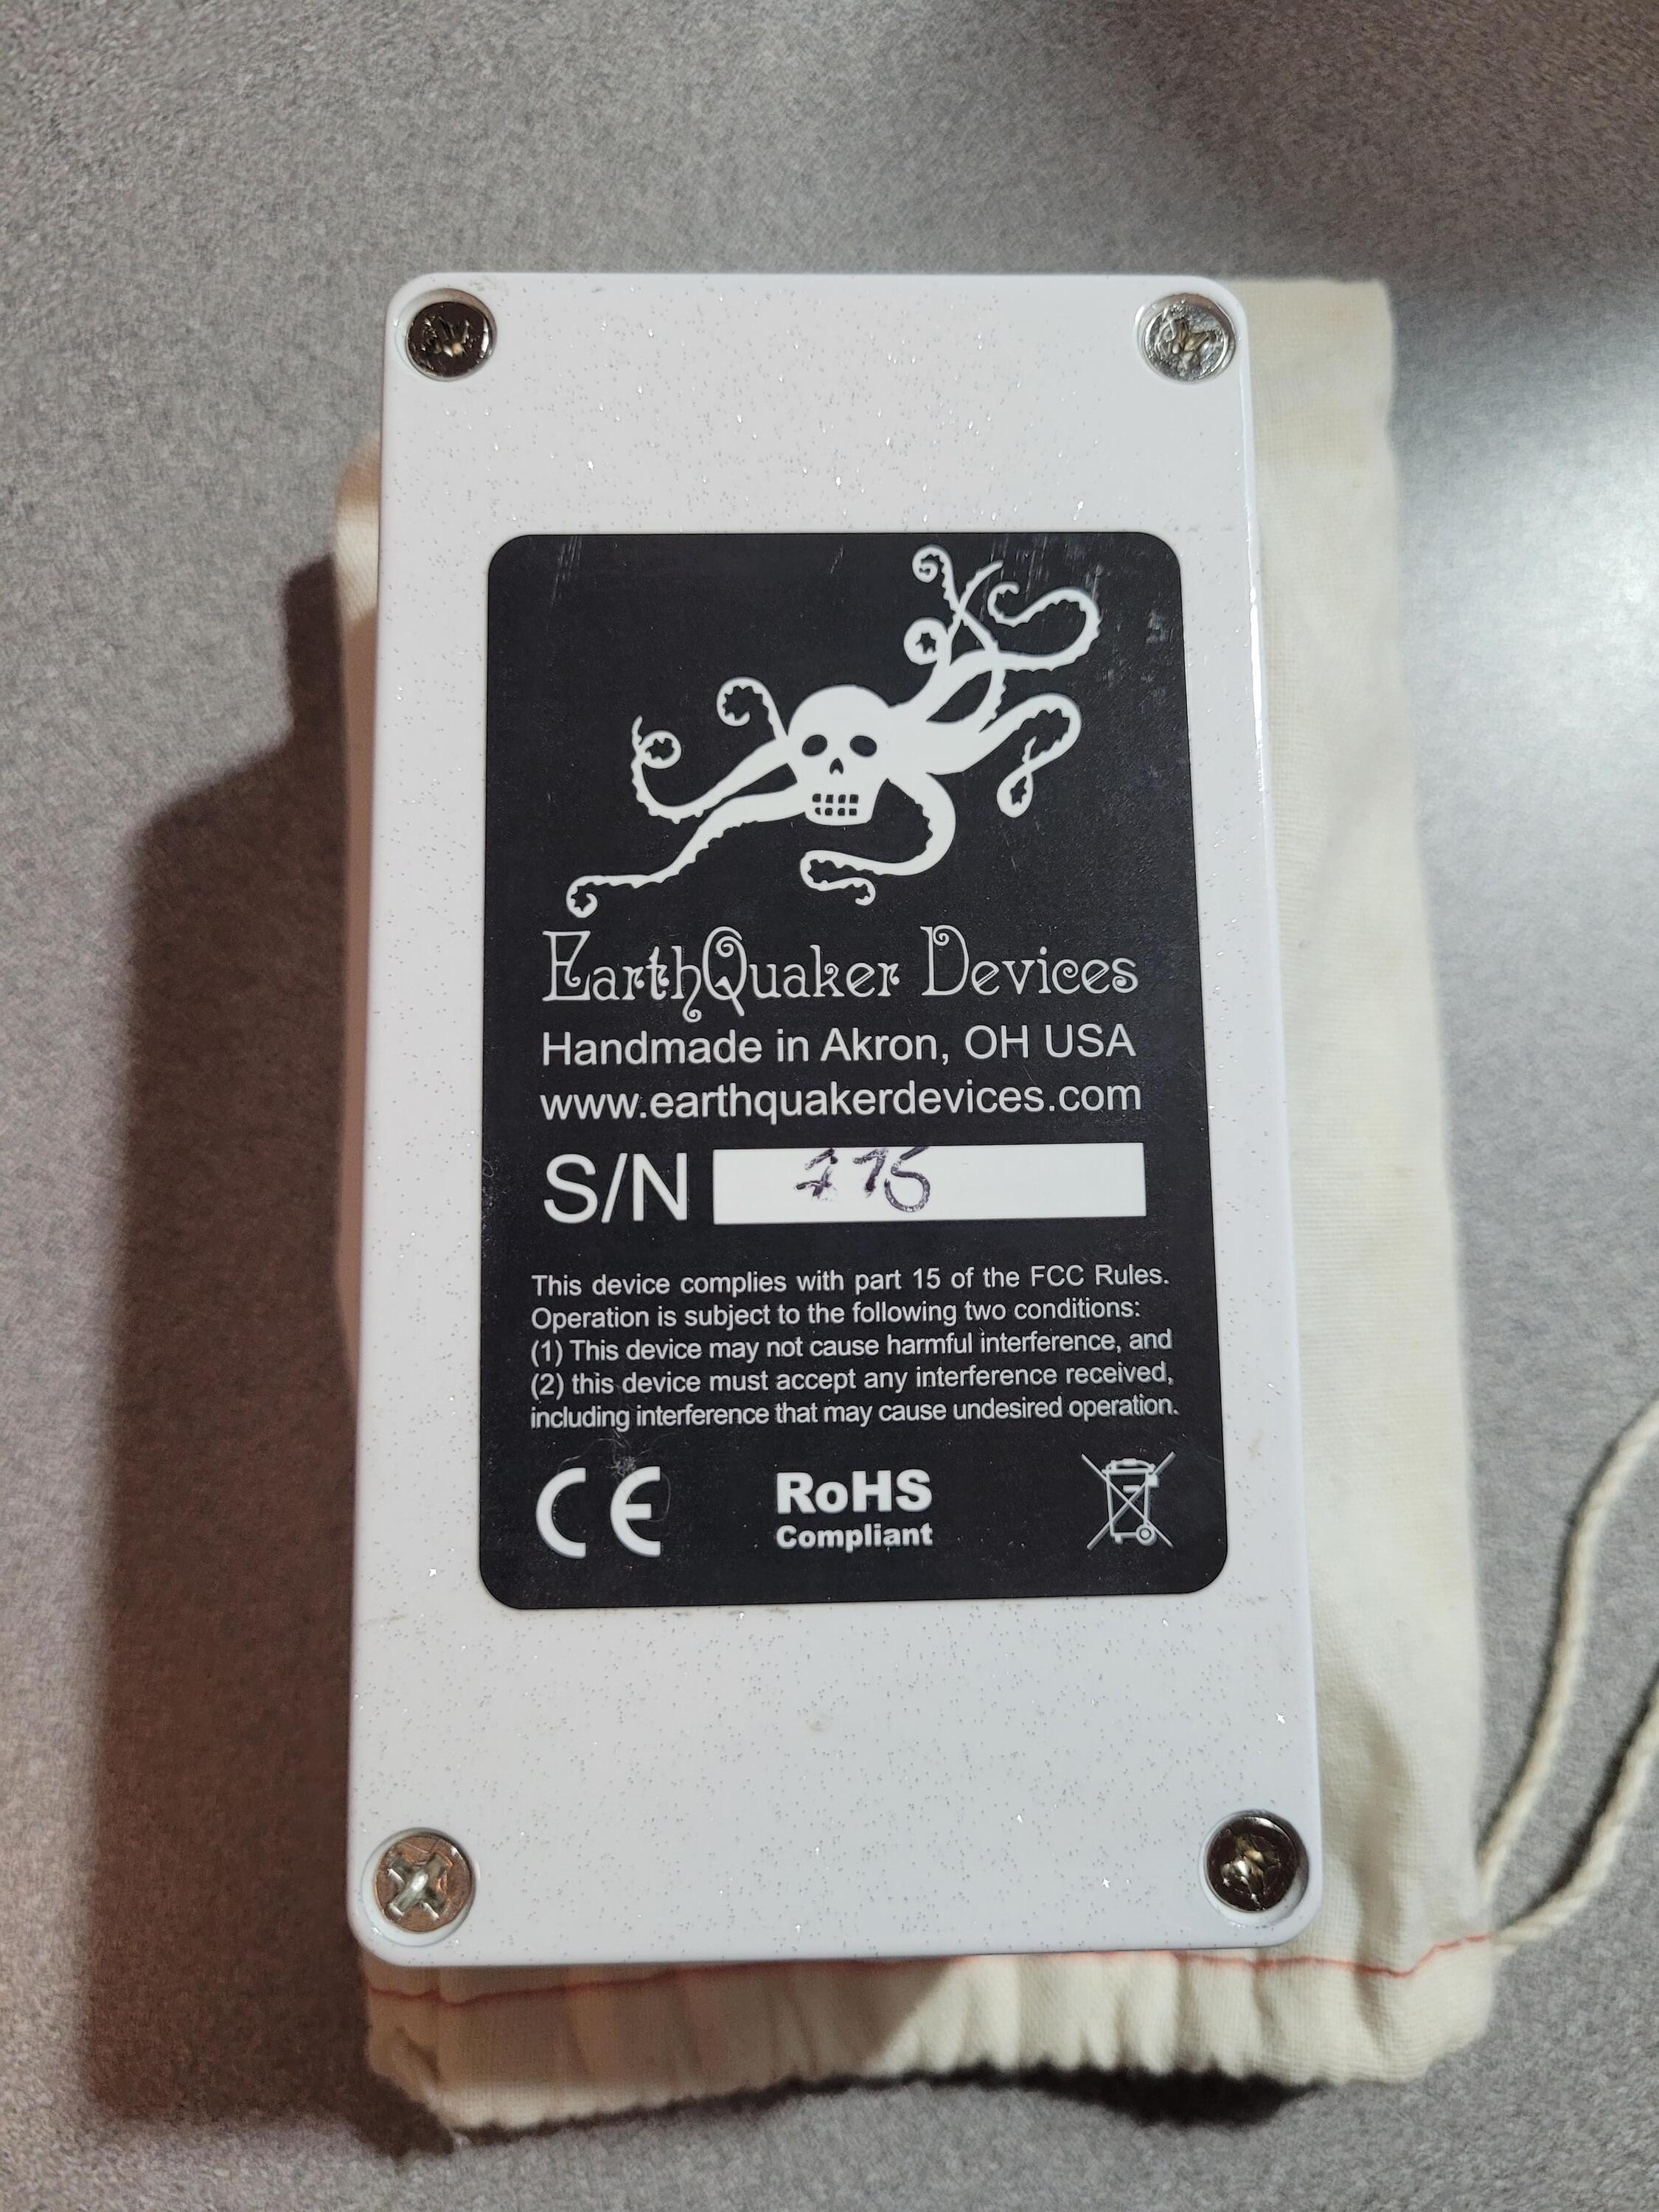 EarthQuaker Devices
Handmade in Akron, OH USA
www.earthquakerdevices.com
S/N
This device complies with part 15 of the FCC Rules.
Operation is subject to the following two conditions:
(1) This device may not cause harmful interference, and
(2) this device must accept any interference received,
including interference that may cause undesired operation.
CE RoHS
Compliant